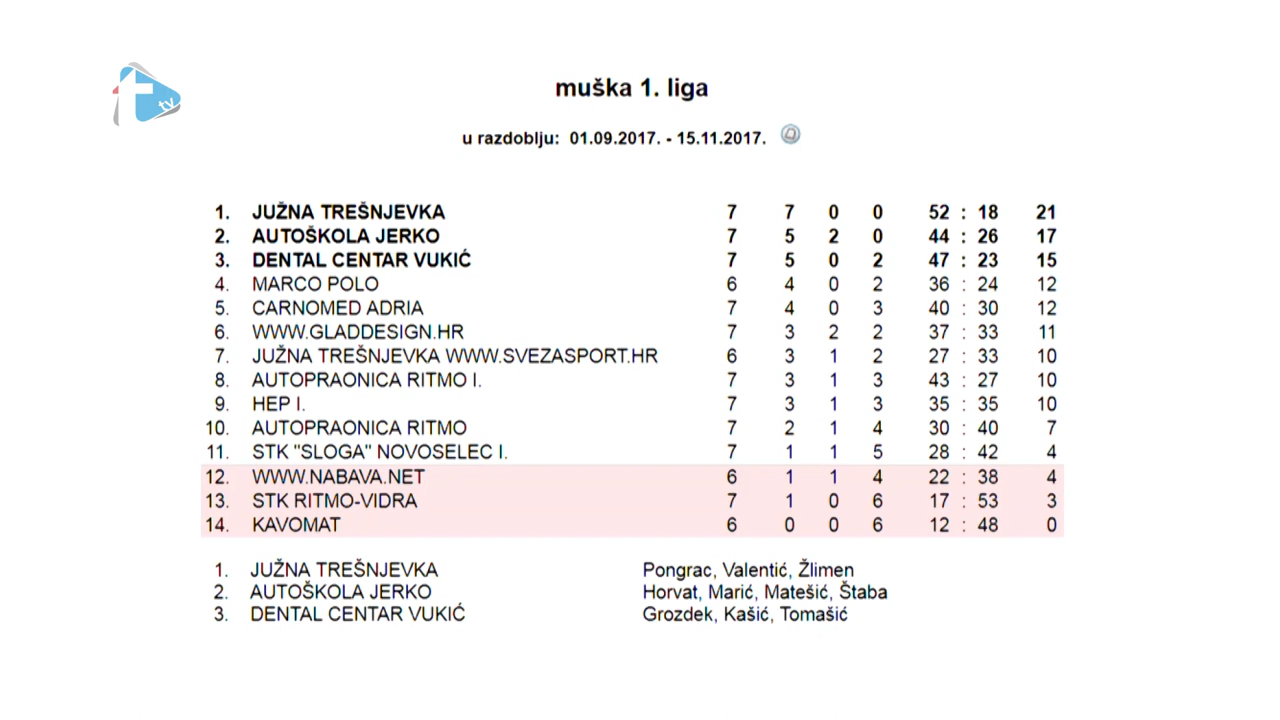 t tv
muška 1. liga
u razdoblju: 01.09.2017. - 15.11.2017.
1. JUŽNA TREŠNJEVKA 7 7 0 0 52 : 18 21
2. AUTOŠKOLA JERKO 7 5 2 0 44 : 26 17
3. DENTAL CENTAR VUKIĆ 7 5 0 2 47 : 23 15
4. MARCO POLO 6 4 0 2 36 : 24 12
5. CARNOMED ADRIA 7 4 0 3 40 : 30 12
6. WWW.GLADDESIGN.HR 7 3 2 2 37 : 33 11
7. JUŽNA TREŠNJEVKA WWW.SVEZASPORT.HR 6 3 1 2 27 : 33 10
8. AUTOPRAONICA RITMO I. 7 3 1 3 43 : 27 10
9. HEP I. 7 3 1 3 35 : 35 10
10. AUTOPRAONICA RITMO 7 2 1 4 30 : 40 7
11. STK "SLOGA" NOVOSELEC I. 7 1 1 5 28 : 42 4
12. WWW.NABAVA.NET 6 1 1 4 22 : 38 4
13. STK RITMO-VIDRA 7 1 0 6 17 : 53 3
14. KAVOMAT 6 0 0 6 12 : 48 0
1. JUŽNA TREŠNJEVKA Pongrac, Valentić, Žlimen
2. AUTOŠKOLA JERKO Horvat, Marić, Matešić, Štaba
3. DENTAL CENTAR VUKIĆ Grozdek, Kašić, Tomašić